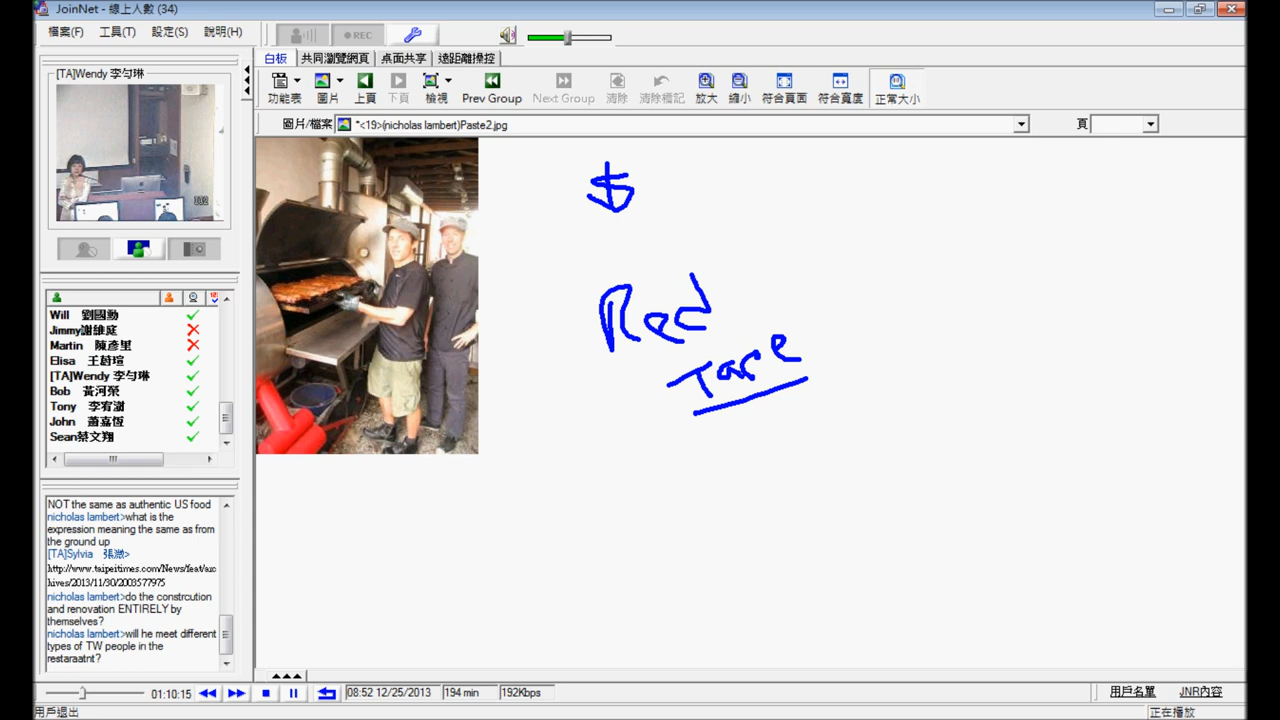 JoinNet - 線上人數 (34)
檔案(F) 工具(T) 設定(S) 說明(H)
REC
[TA]Wendy 李勻琳
白板 共同瀏覽網頁 桌面共享 遠距離操控
功能表 圖片 上頁 下頁 檢視 Prev Group Next Group 清除 清除標記 放大 縮小 符合頁面 符合寬度 正常大小
圖片/檔案 *<19>(nicholas lambert)Paste2.jpg 頁
$
Red
Tape
Will 劉國勳
Jimmy謝維庭
Martin 陳彥里
Elisa 王蔚瑄
[TA]Wendy 李勻琳
Bob 黃河榮
Tony 李宥澍
John 蕭嘉恆
Sean蔡文翔
NOT the same as authentic US food
nicholas lambert>what is the
expression meaning the same as from
the ground up
[TA]Sylvia 張漵>
http://www.taipeitimes.com/News/feat/arc
hives/2013/11/30/2003577975
nicholas lambert>do the constrcution
and renovation ENTIRELY by
themselves?
nicholas lambert>will he meet different
types of TW people in the
restaraatnt?
01:10:15 08:52 12/25/2013 194 min 192Kbps 用戶名單 JNR內容
用戶退出 正在播放